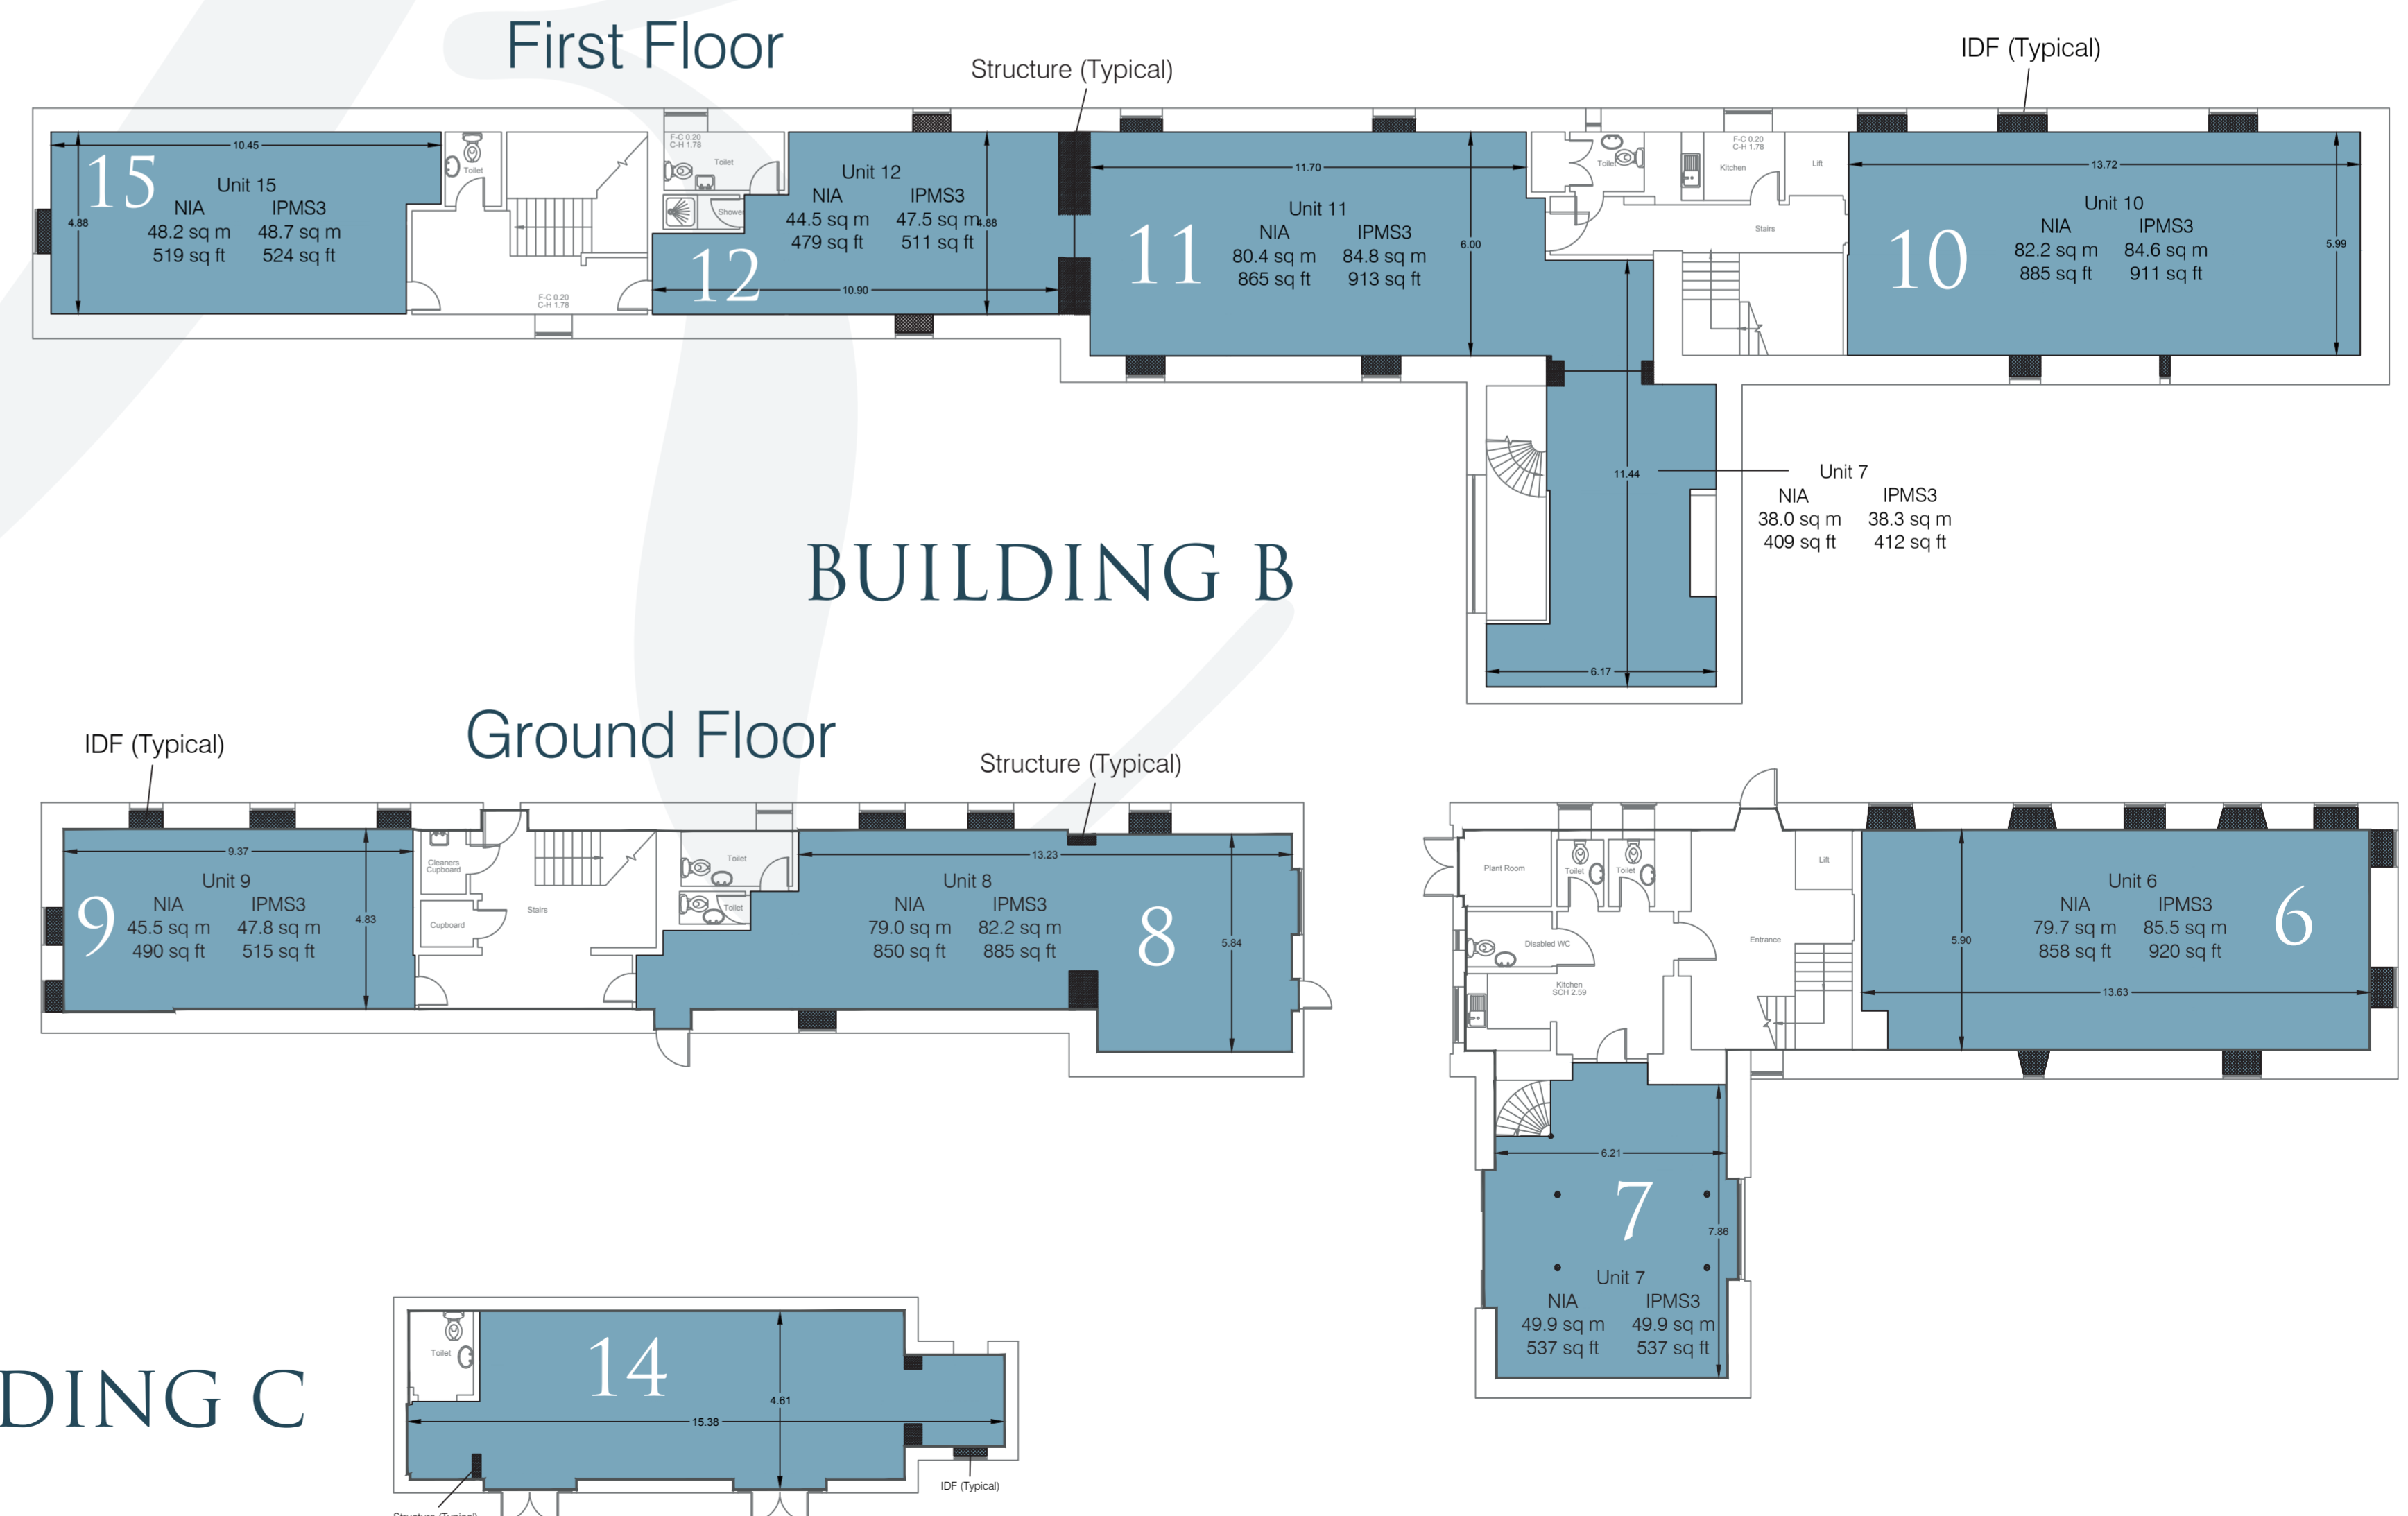 First Floor
Structure (Typical)
IDF (Typical)
15
10.45
4.88
Unit 15
NIA IPMS3
48.2 sq m 48.7 sq m
519 sq ft 524 sq ft
Toilet
F-C 0.20
C-H 1.78
F-C 0.20
C-H 1.78
Toilet
Shower
12
Unit 12
NIA IPMS3
44.5 sq m 47.5 sq m
479 sq ft 511 sq ft
4.88
10.90
11
11.70
Unit 11
NIA IPMS3
80.4 sq m 84.8 sq m
865 sq ft 913 sq ft
6.00
Toilet
F-C 0.20
C-H 1.78
Kitchen
Lift
Stairs
10
13.72
Unit 10
NIA IPMS3
82.2 sq m 84.6 sq m
885 sq ft 911 sq ft
5.99
11.44
Unit 7
NIA IPMS3
38.0 sq m 38.3 sq m
409 sq ft 412 sq ft
6.17
BUILDING B
Ground Floor
IDF (Typical)
Structure (Typical)
9
9.37
Unit 9
NIA IPMS3
45.5 sq m 47.8 sq m
490 sq ft 515 sq ft
4.83
Cleaners
Cupboard
Cupboard
Stairs
Toilet
Toilet
13.23
Unit 8
NIA IPMS3
79.0 sq m 82.2 sq m
850 sq ft 885 sq ft
8
5.84
Plant Room
Toilet
Toilet
Disabled WC
Kitchen
SCH 2.59
Entrance
Lift
5.90
Unit 6
NIA IPMS3
79.7 sq m 85.5 sq m
858 sq ft 920 sq ft
6
13.63
6.21
7
7.86
Unit 7
NIA IPMS3
49.9 sq m 49.9 sq m
537 sq ft 537 sq ft
DING C
Toilet
14
4.61
15.38
IDF (Typical)
Structure (Typical)